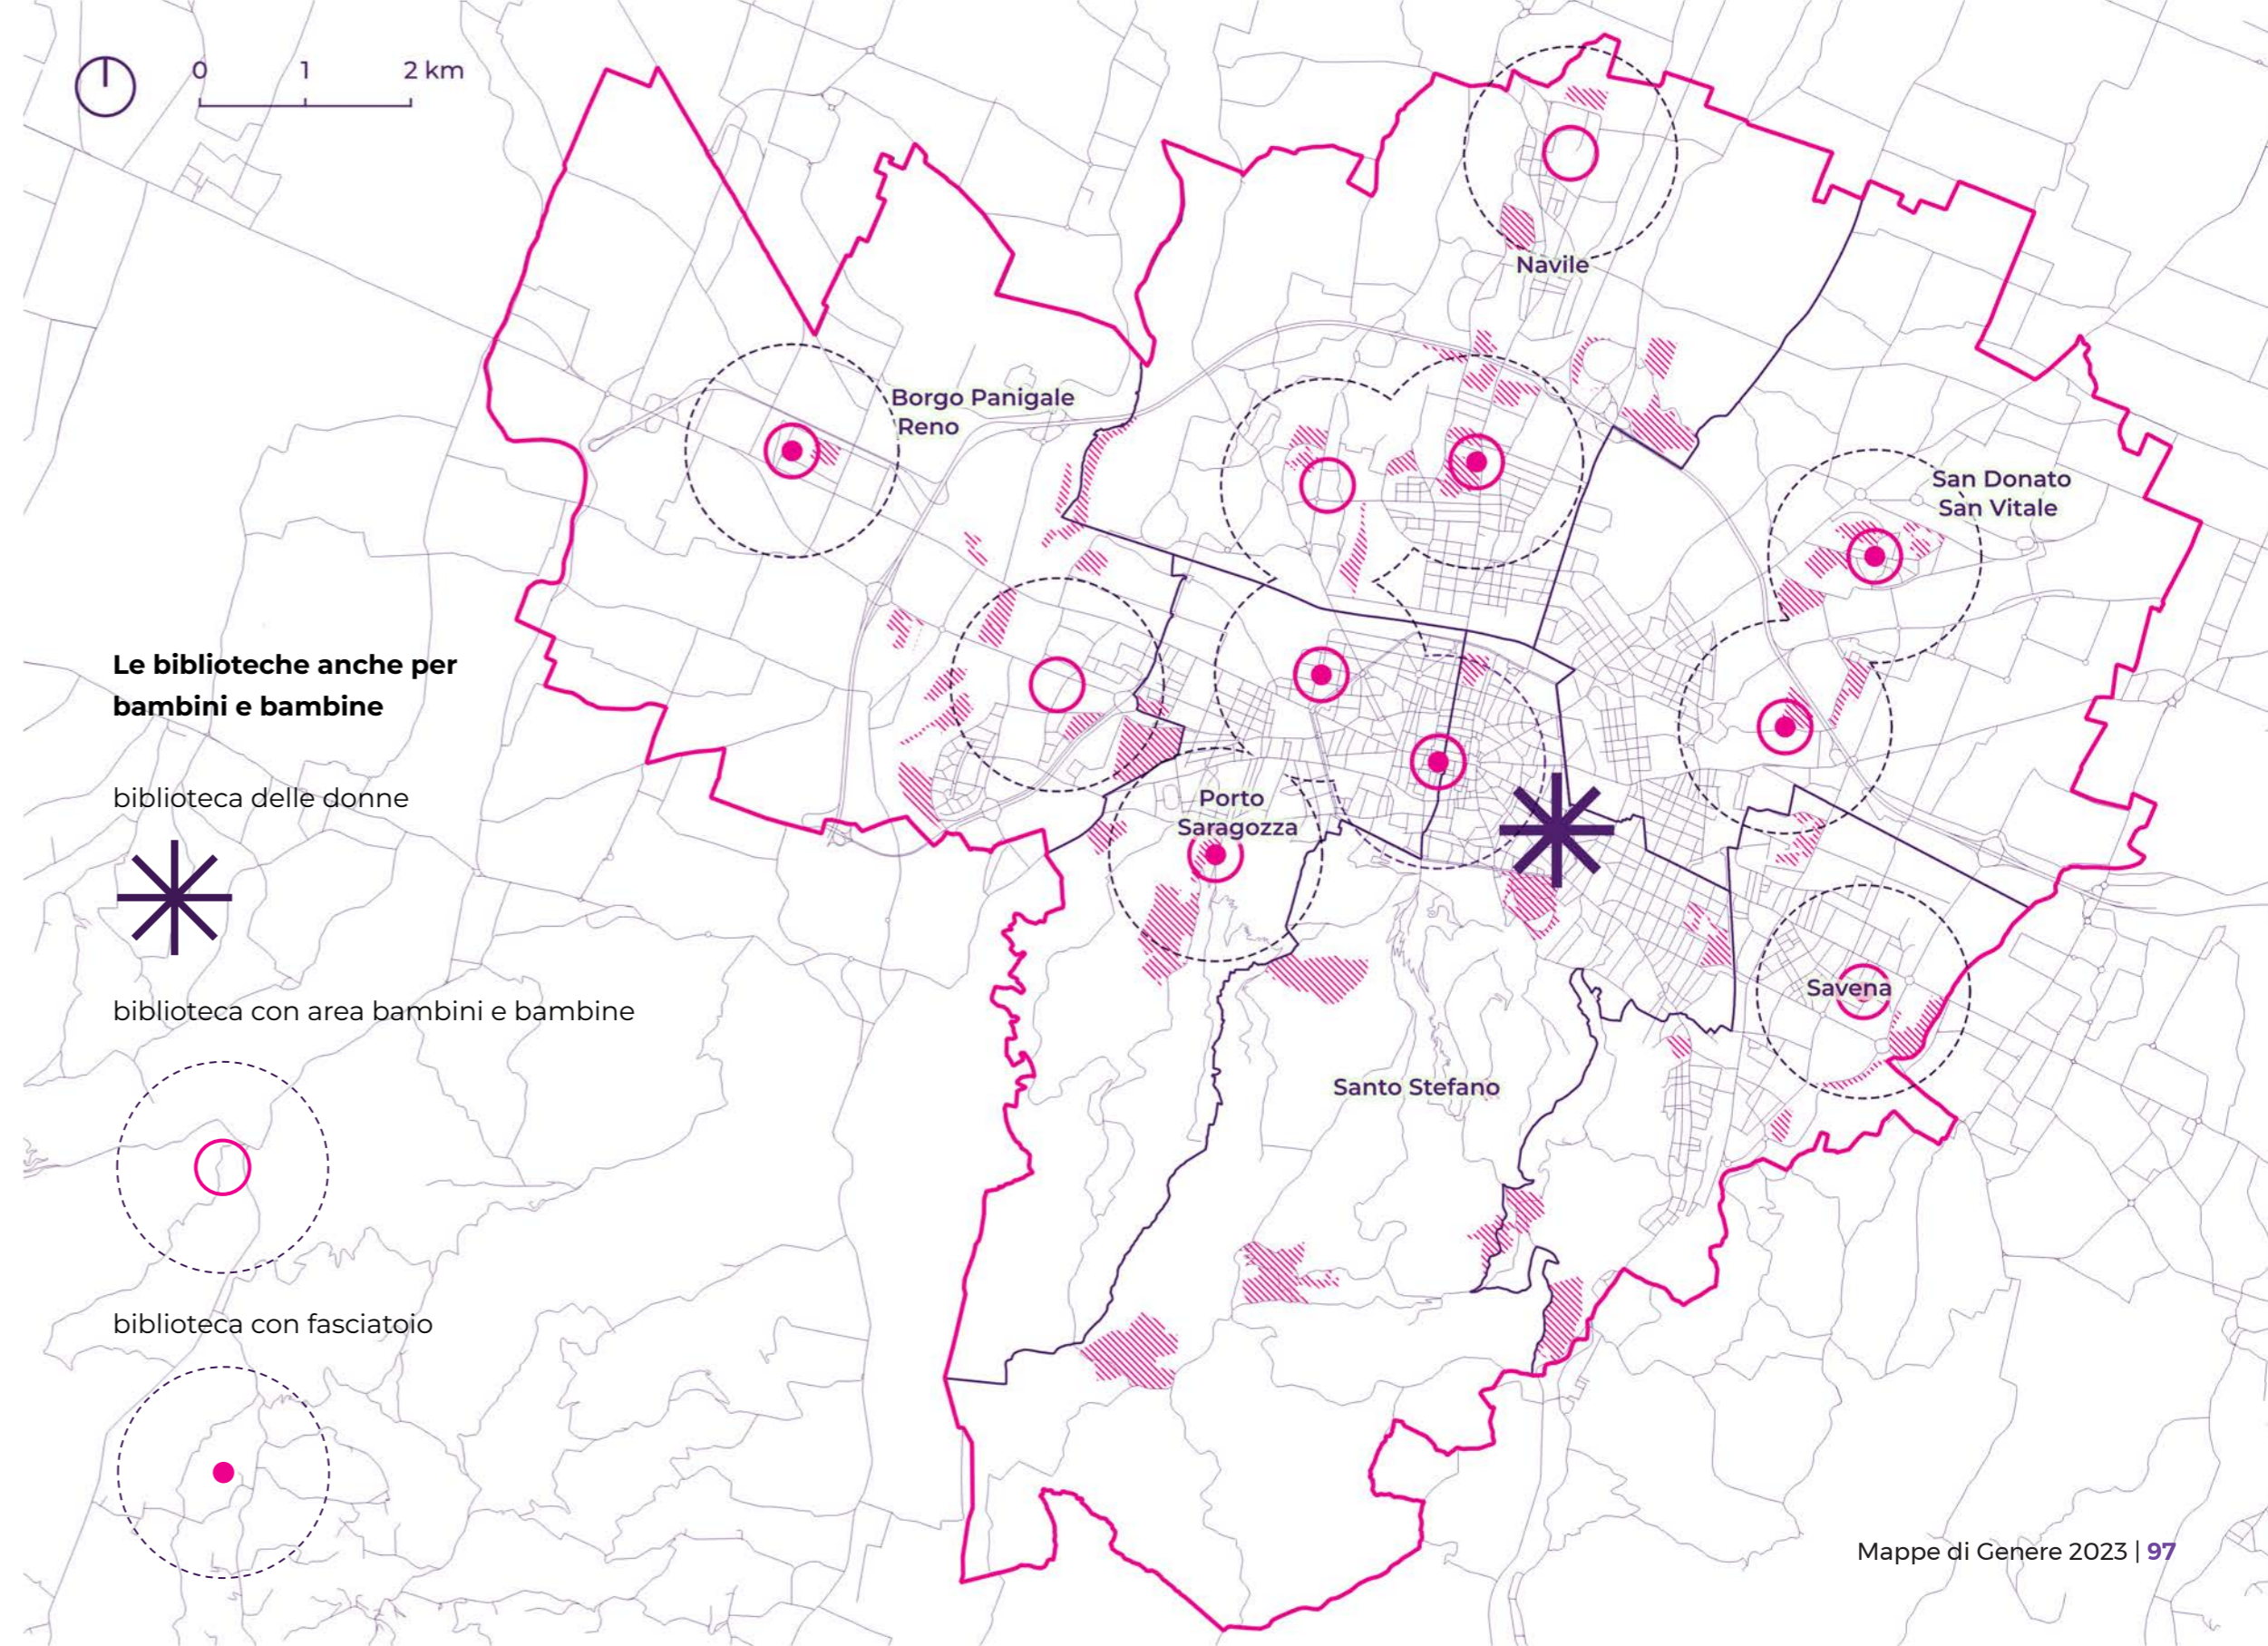 0 1 2 km
Navile
Borgo Panigale
Reno
San Donato
San Vitale
Le biblioteche anche per
bambini e bambine
biblioteca delle donne
Porto
Saragozza
Savena
biblioteca con area bambini e bambine
Santo Stefano
biblioteca con fasciatoio
Mappe di Genere 2023 | 97